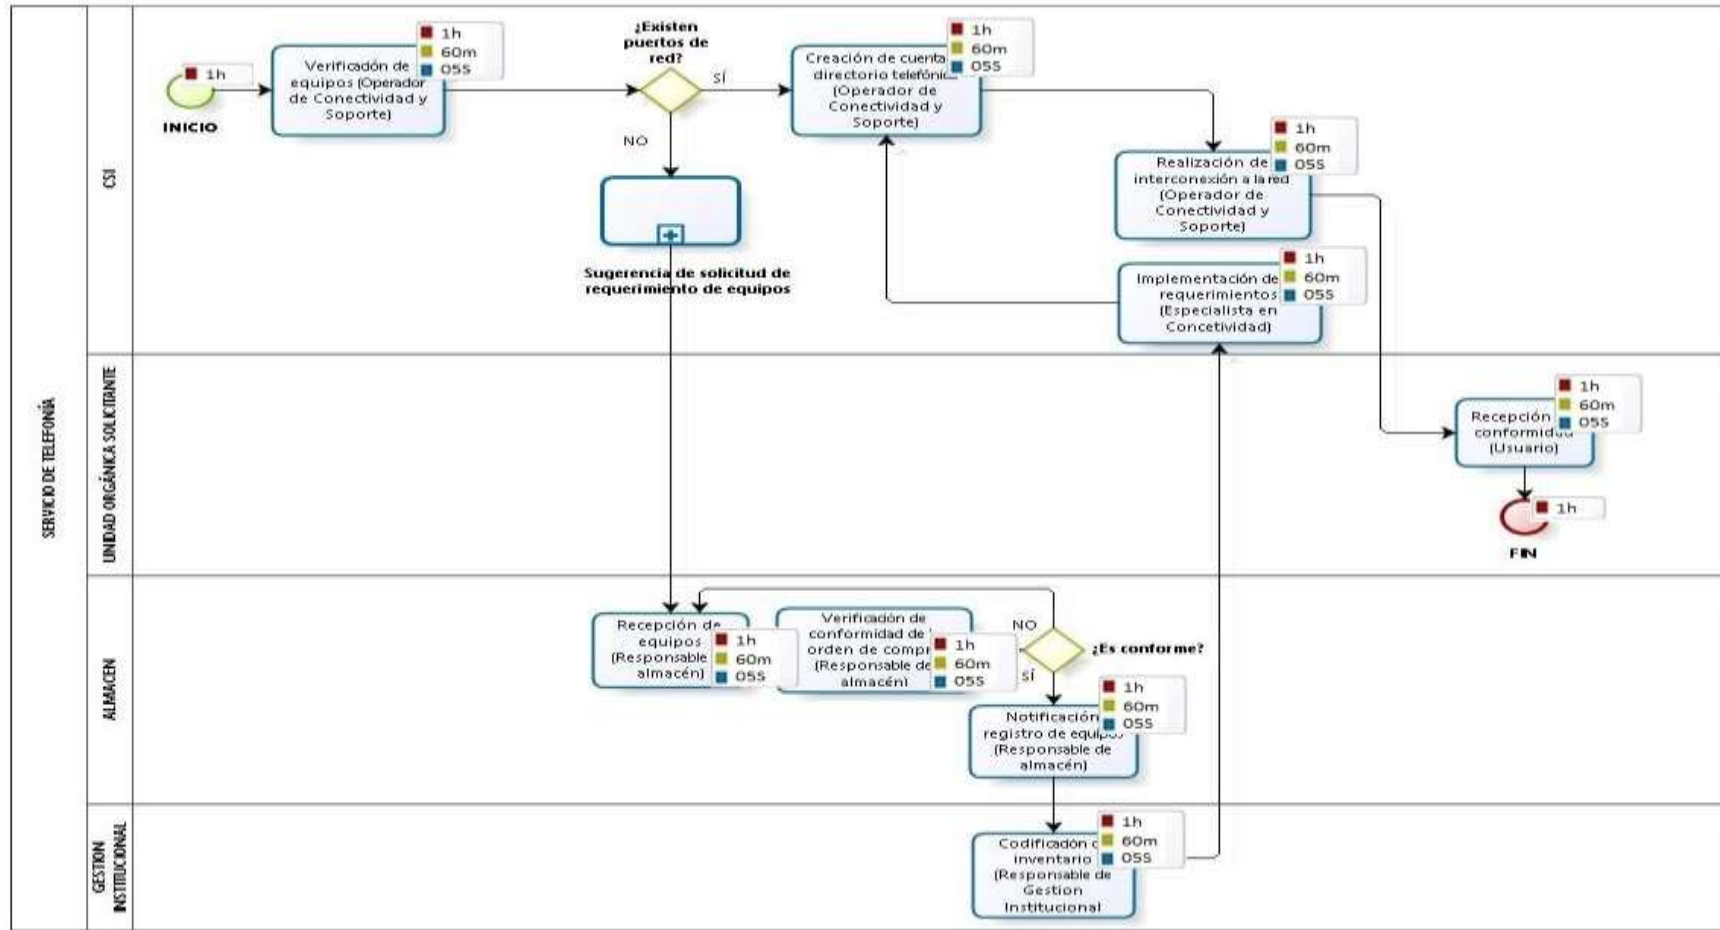 SERVICIO DE TELEFONÍA
CSI
1h
INICIO
Verificación de
equipos (Operador
de Conectividad y
Soporte)
1h
60m
05S
¿Existen
puertos de
red?
SÍ
NO
Creación de cuenta
directorio telefónic
(Operador de
Conectividad y
Soporte)
1h
60m
05S
Realización de
interconexión a la red
(Operador de
Conectividad y
Soporte)
1h
60m
05S
Sugerencia de solicitud de
requerimiento de equipos
Implementación de
requerimientos
(Especialista en
Concetividad)
1h
60m
05S
UNIDAD ORGÁNICA SOLICITANTE
Recepción
conformidad
(Usuario)
1h
60m
05S
1h
FIN
ALMACEN
Recepción de
equipos
(Responsable
almacén)
1h
60m
05S
Verificación de
conformidad de
orden de compr
(Responsable de
almacén)
1h
60m
05S
NO
¿Es conforme?
SÍ
Notificación
registro de equipos
(Responsable de
almacén)
1h
60m
05S
GESTION
INSTITUCIONAL
Codificación
inventario
(Responsable de
Gestion
Institucional
1h
60m
05S